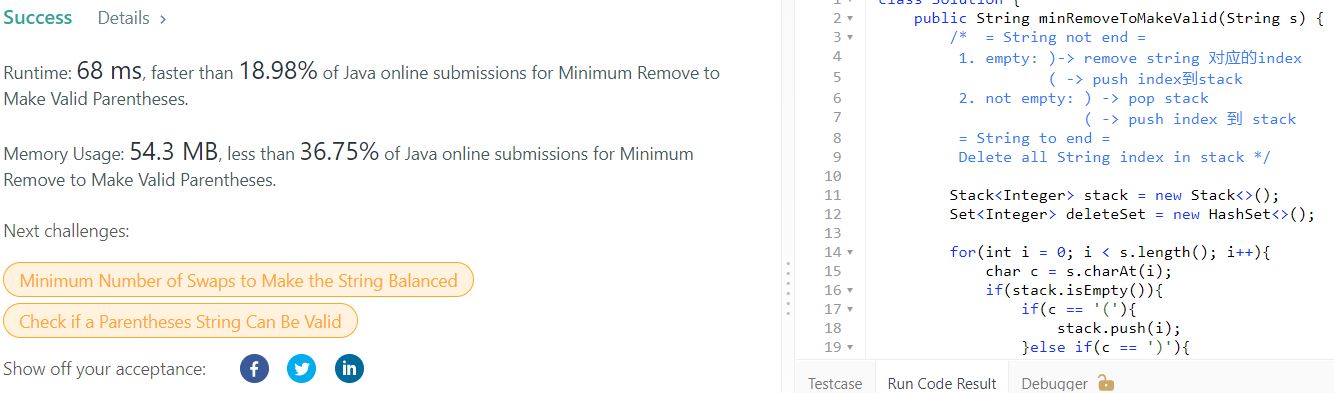 Success Details >
Runtime: 68 ms, faster than 18.98% of Java online submissions for Minimum Remove to
Make Valid Parentheses.
Memory Usage: 54.3 MB, less than 36.75% of Java online submissions for Minimum
Remove to Make Valid Parentheses.
Next challenges:
Minimum Number of Swaps to Make the String Balanced
Check if a Parentheses String Can Be Valid
Show off your acceptance:
1 class Solution {
2 public String minRemoveToMakeValid(String s) {
3 /* = String not end =
4 1. empty: )-> remove string 对应的index
5 ( -> push index到stack
6 2. not empty: ) -> pop stack
7 ( -> push index 到 stack
8 = String to end =
9 Delete all String index in stack */
10
11 Stack<Integer> stack = new Stack<>();
12 Set<Integer> deleteSet = new HashSet<>();
13
14 for(int i = 0; i < s.length(); i++){
15 char c = s.charAt(i);
16 if(stack.isEmpty()){
17 if(c == '('){
18 stack.push(i);
19 }else if(c == ')'){
Testcase Run Code Result Debugger